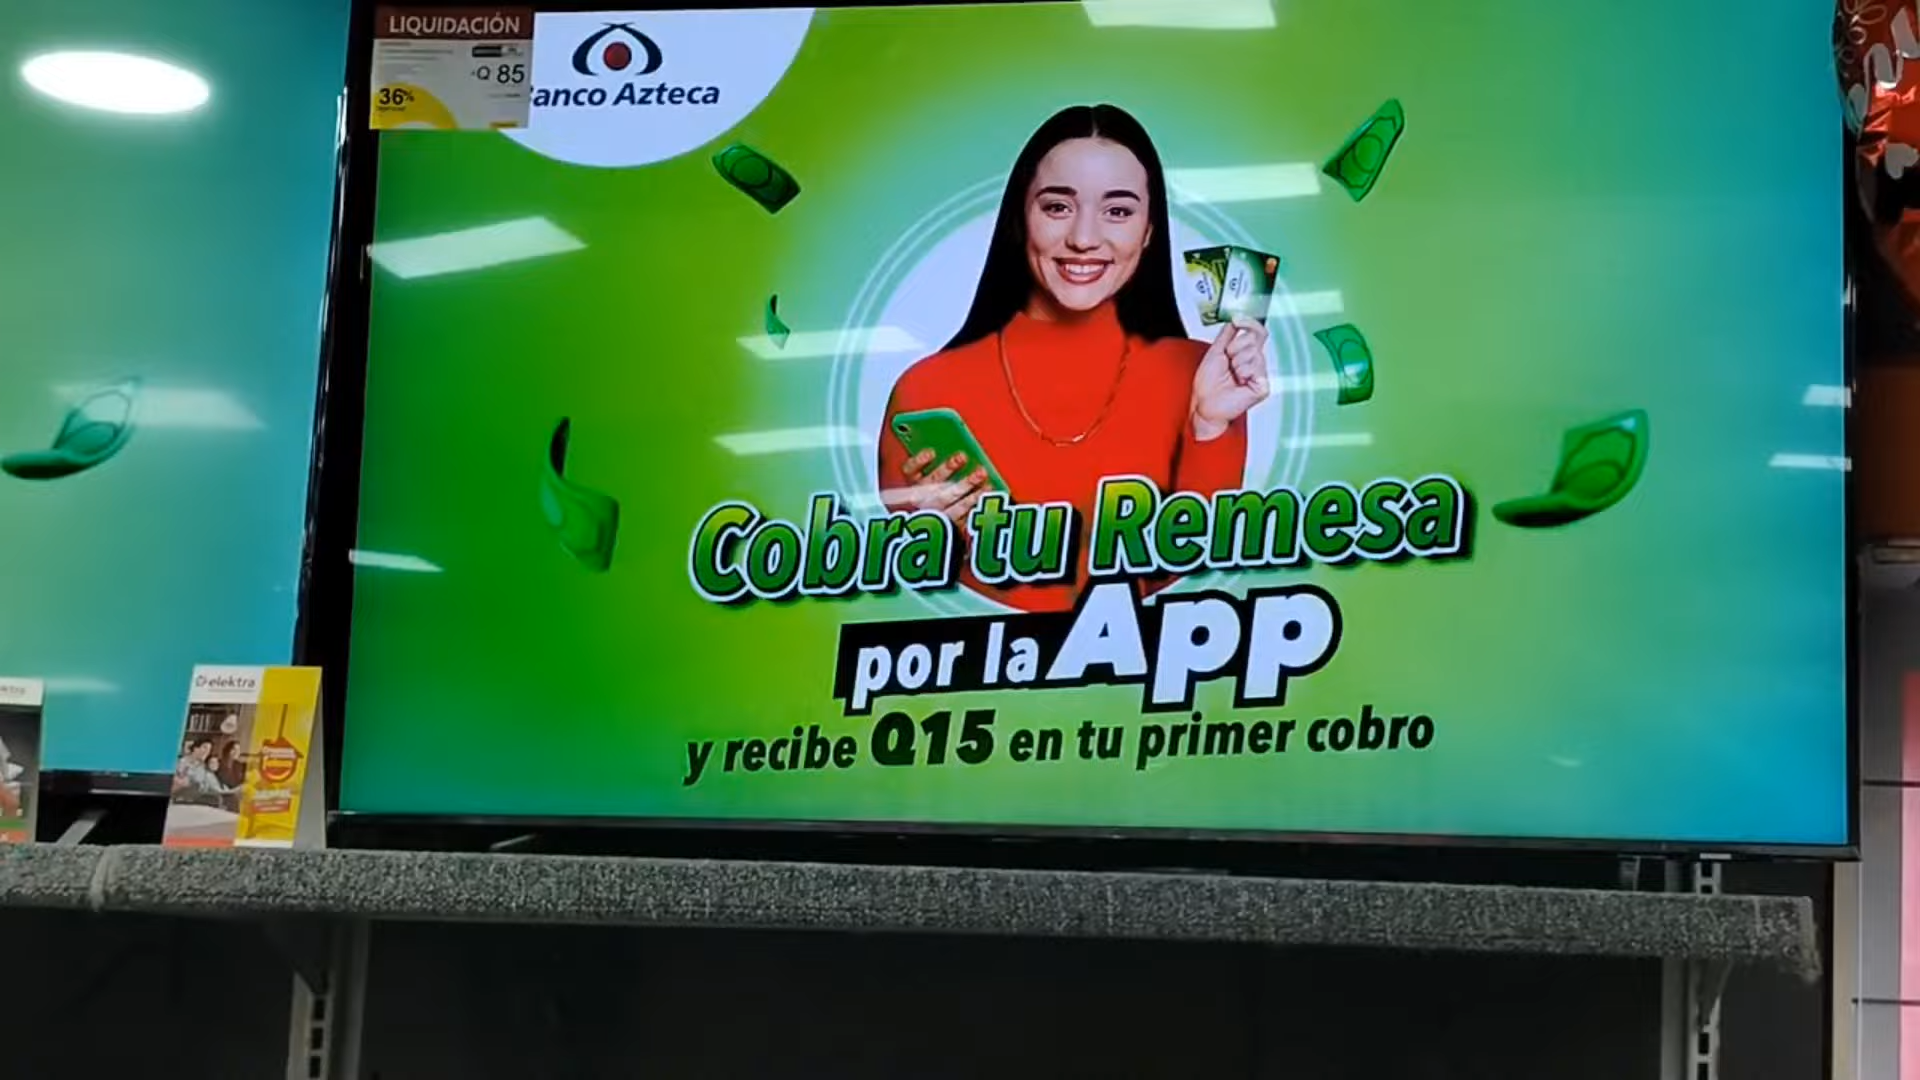 LIQUIDACIÓN
Q 85
36%
Banco Azteca
Cobra tu Remesa
por la App
y recibe Q15 en tu primer cobro
elektra